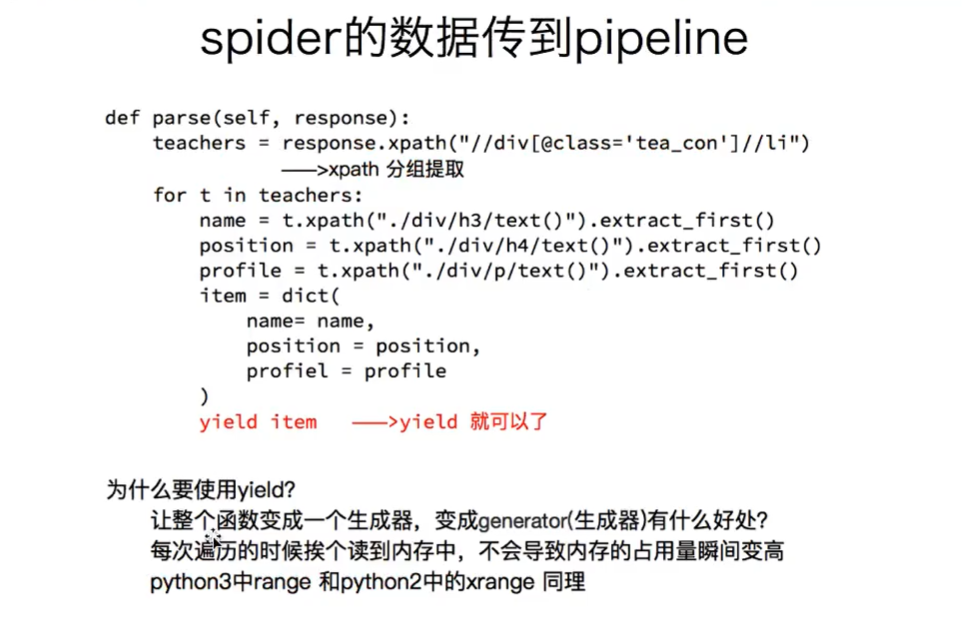 spider的数据传到pipeline
def parse(self, response):
    teachers = response.xpath("//div[@class='tea_con']//li")
               ——>xpath 分组提取
    for t in teachers:
        name = t.xpath("./div/h3/text()").extract_first()
        position = t.xpath("./div/h4/text()").extract_first()
        profile = t.xpath("./div/p/text()").extract_first()
        item = dict(
            name= name,
            position = position,
            profiel = profile
        )
        yield item   ——>yield 就可以了
为什么要使用yield?
    让整个函数变成一个生成器，变成generator(生成器)有什么好处?
    每次遍历的时候挨个读到内存中，不会导致内存的占用量瞬间变高
    python3中range 和python2中的xrange 同理